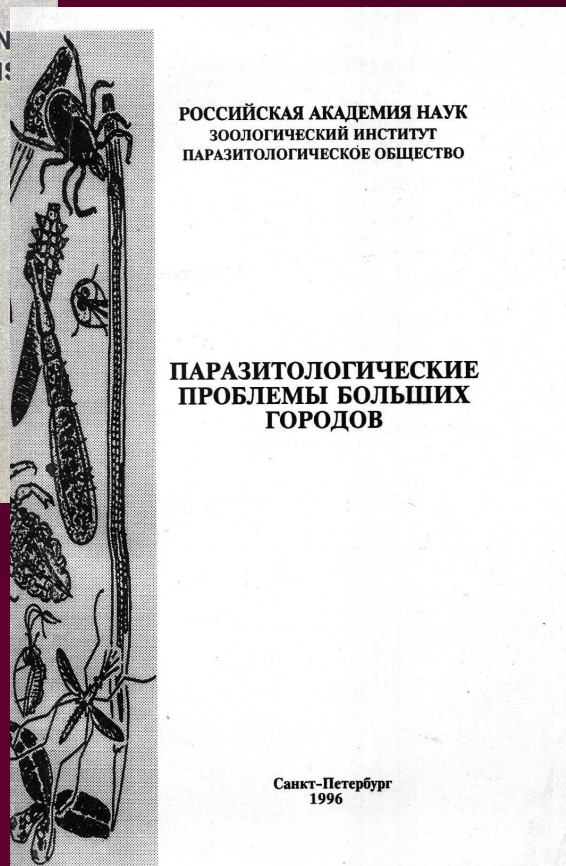 РОССИЙСКАЯ АКАДЕМИЯ НАУК
ЗООЛОГИЧЕСКИЙ ИНСТИТУТ
ПАРАЗИТОЛОГИЧЕСКОЕ ОБЩЕСТВО
ПАРАЗИТОЛОГИЧЕСКИЕ
ПРОБЛЕМЫ БОЛЬШИХ
ГОРОДОВ
Санкт-Петербург
1996